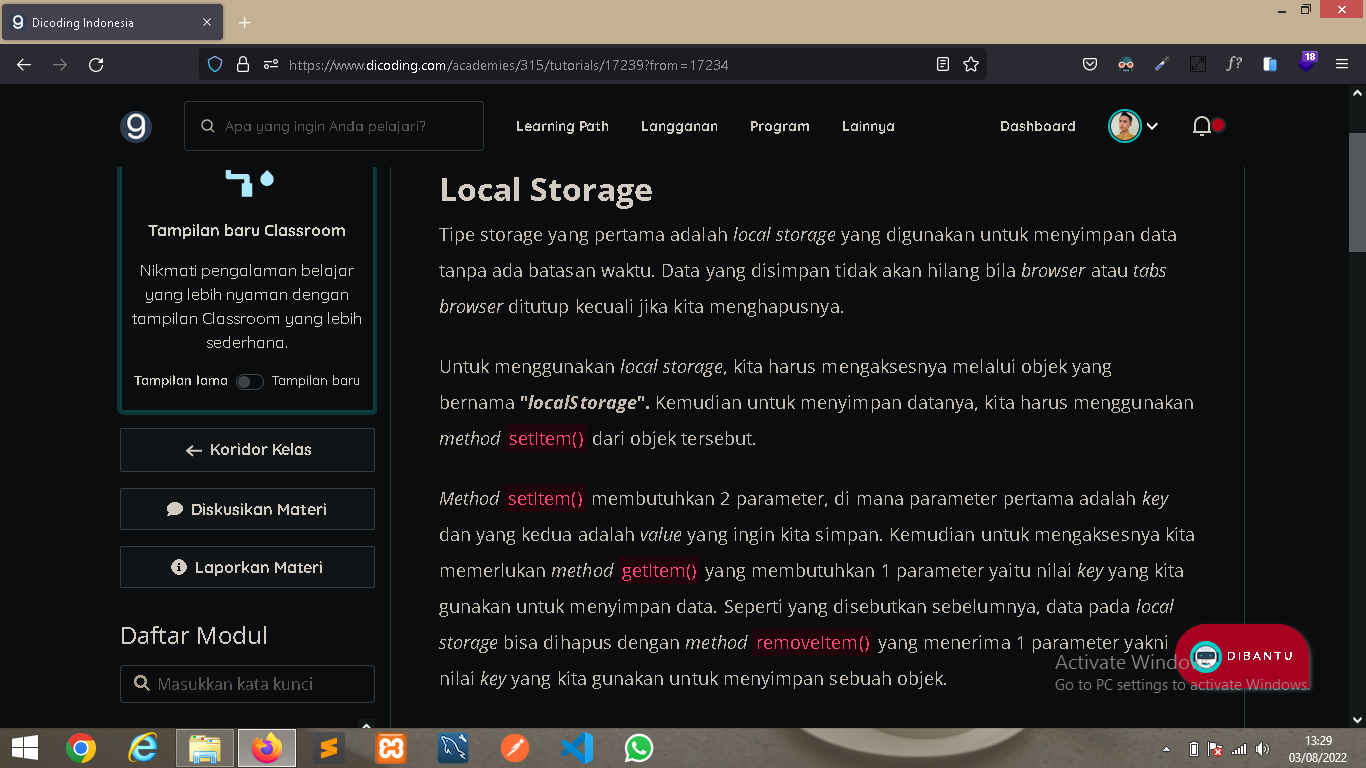 Dicoding Indonesia
https://www.dicoding.com/academies/315/tutorials/17239?from=17234
18
Apa yang ingin Anda pelajari?
Learning Path
Langganan
Program
Lainnya
Dashboard
Tampilan baru Classroom
Nikmati pengalaman belajar
yang lebih nyaman dengan
tampilan Classroom yang lebih
sederhana.
Tampilan lama
Tampilan baru
Koridor Kelas
Diskusikan Materi
Laporkan Materi
Daftar Modul
Masukkan kata kunci
Local Storage
Tipe storage yang pertama adalah local storage yang digunakan untuk menyimpan data
tanpa ada batasan waktu. Data yang disimpan tidak akan hilang bila browser atau tabs
browser ditutup kecuali jika kita menghapusnya.
Untuk menggunakan local storage, kita harus mengaksesnya melalui objek yang
bernama "localStorage". Kemudian untuk menyimpan datanya, kita harus menggunakan
method setItem() dari objek tersebut.
Method setItem() membutuhkan 2 parameter, di mana parameter pertama adalah key
dan yang kedua adalah value yang ingin kita simpan. Kemudian untuk mengaksesnya kita
memerlukan method getItem() yang membutuhkan 1 parameter yaitu nilai key yang kita
gunakan untuk menyimpan data. Seperti yang disebutkan sebelumnya, data pada local
storage bisa dihapus dengan method removeItem() yang menerima 1 parameter yakni
nilai key yang kita gunakan untuk menyimpan sebuah objek.
DIBANTU
Activate Windo
Go to PC settings to activate Windows.
13:29
03/08/2022